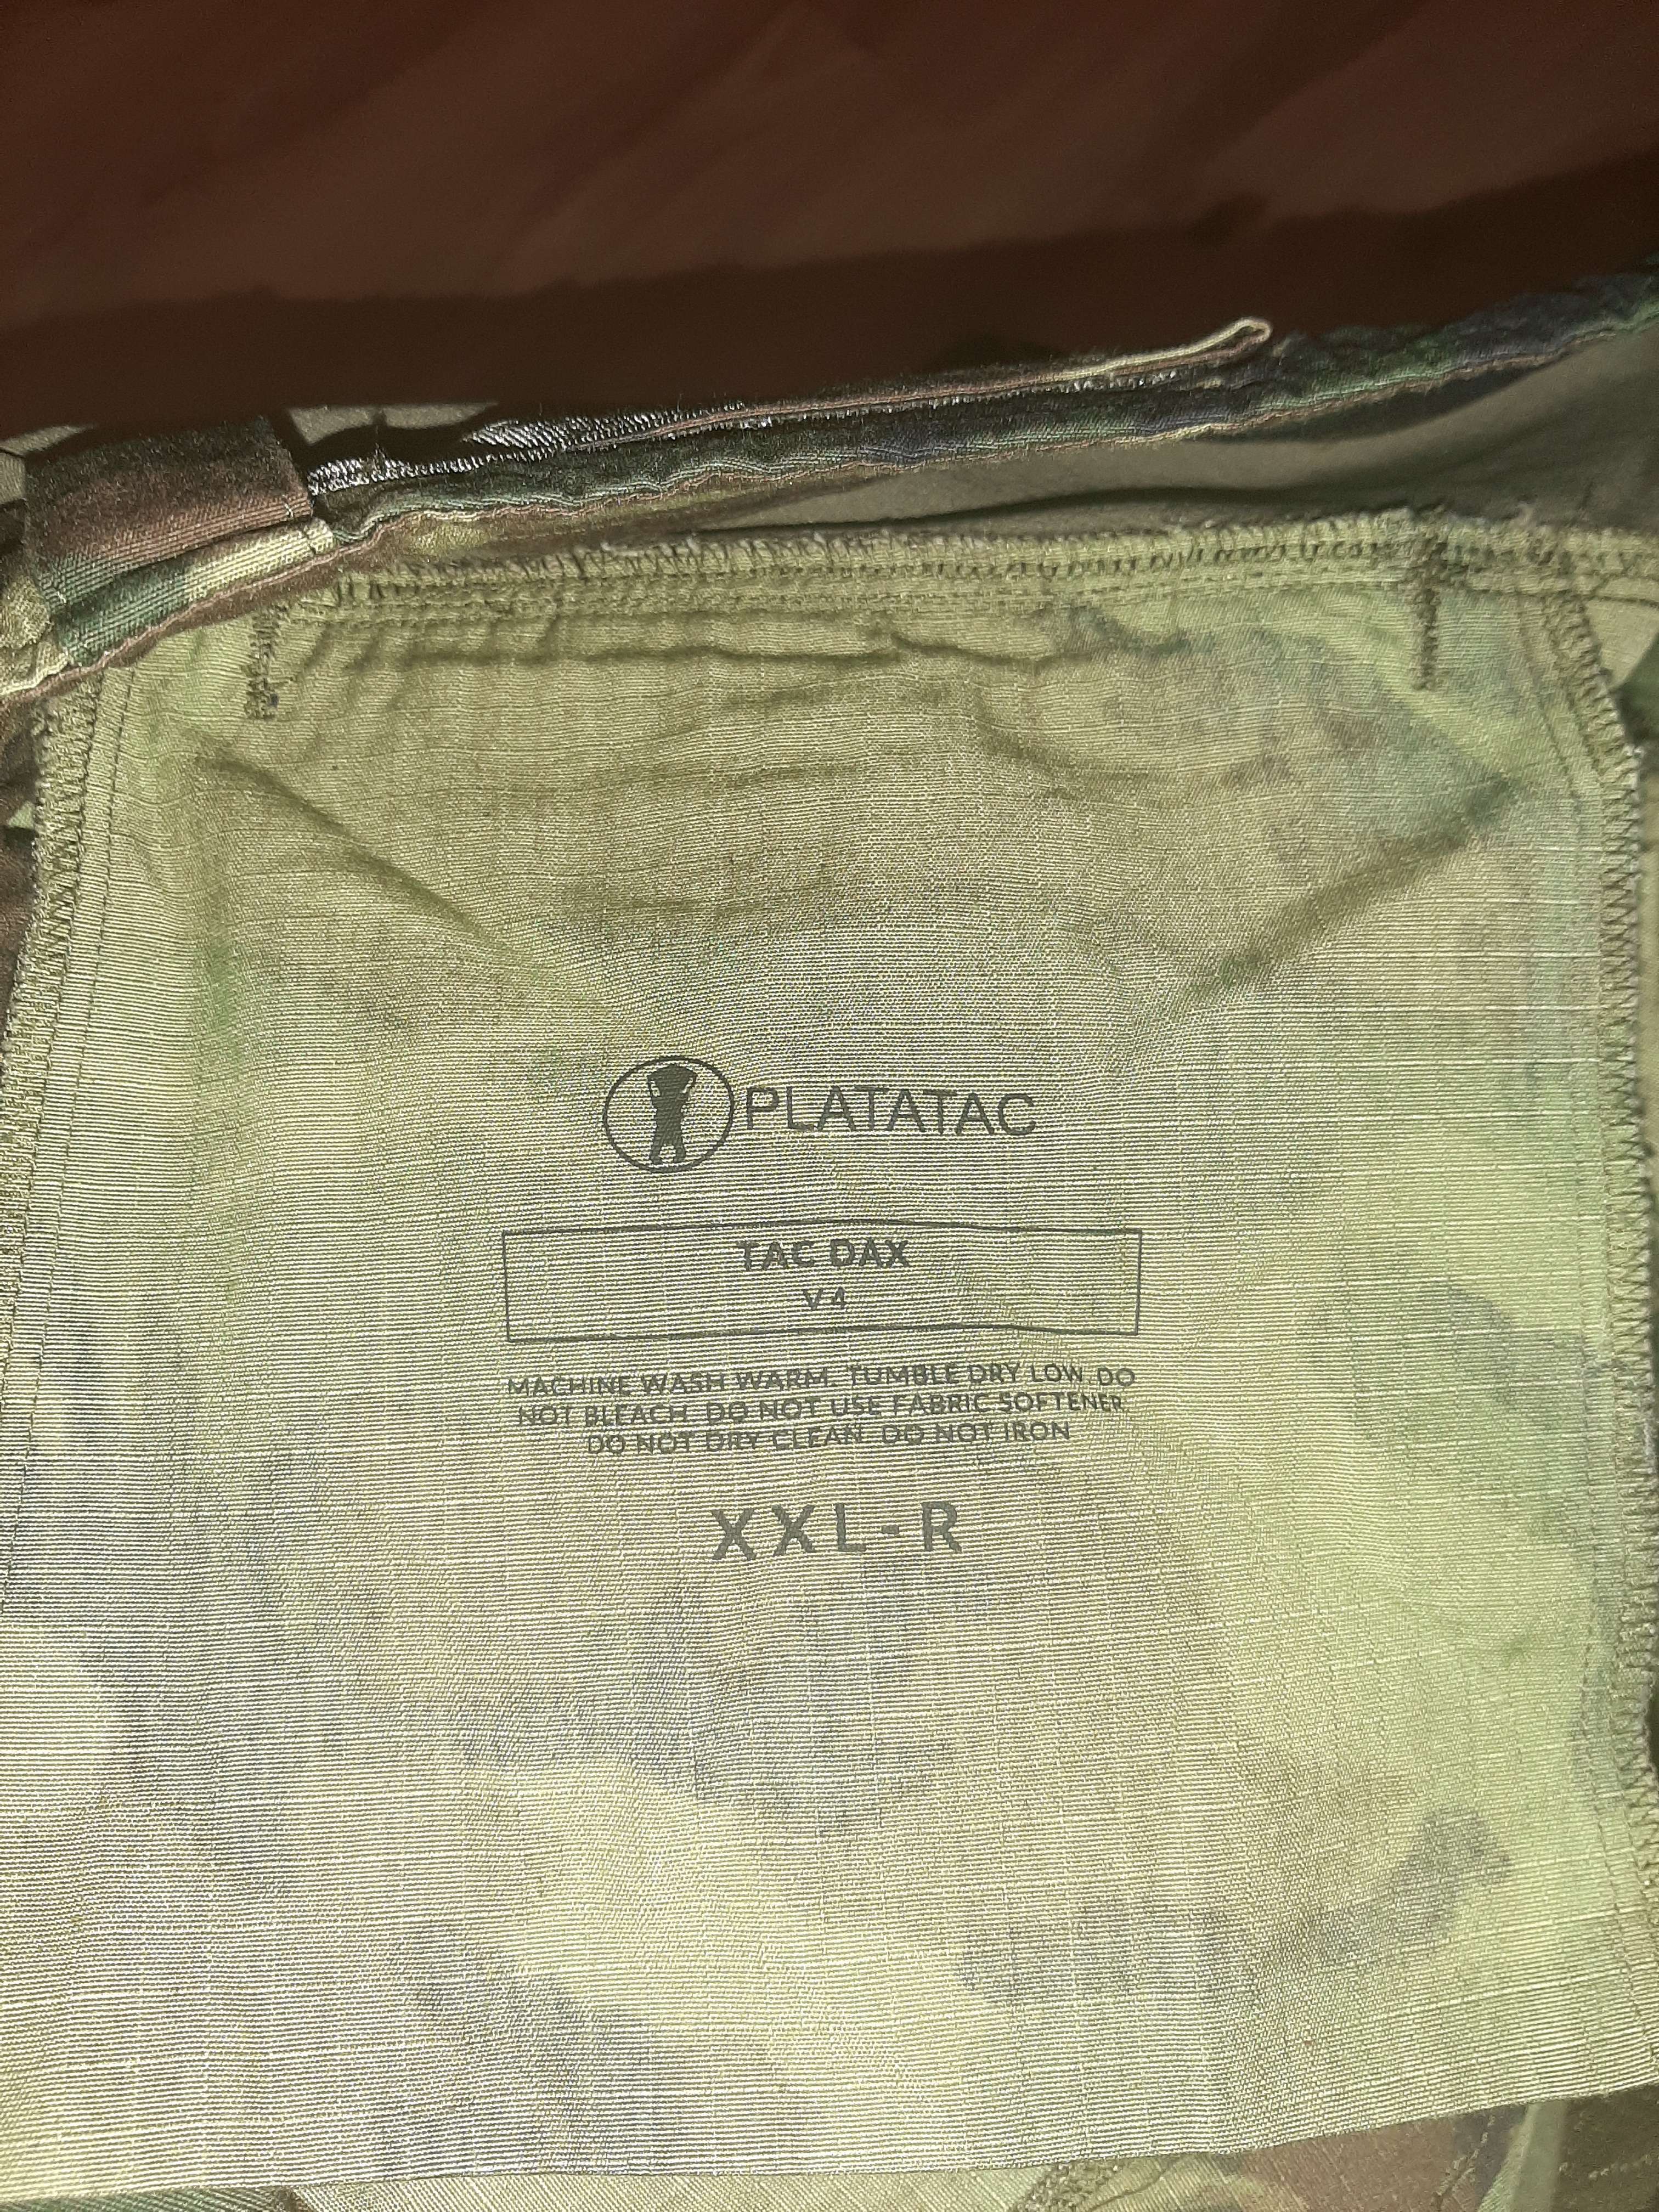 PLATATAC
TAC DAX
V4
MACHINE WASH WARM. TUMBLE DRY LOW. DO
NOT BLEACH. DO NOT USE FABRIC SOFTENER.
DO NOT DRY CLEAN. DO NOT IRON
XXL-R